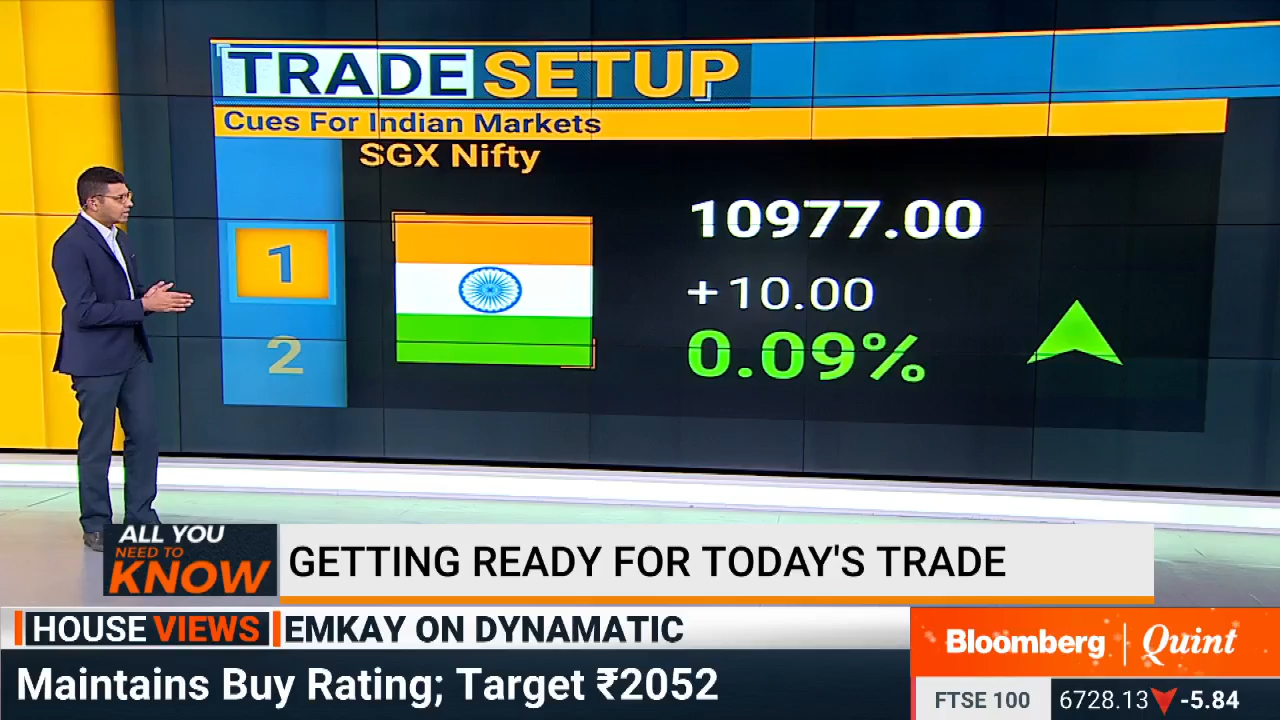 TRADE SETUP
Cues For Indian Markets
SGX Nifty
1
2
10977.00
+10.00
0.09%
ALL YOU
NEED TO
KNOW
GETTING READY FOR TODAY'S TRADE
HOUSE VIEWS EMKAY ON DYNAMATIC
Maintains Buy Rating; Target ₹2052
Bloomberg | Quint
FTSE 100 6728.13 -5.84